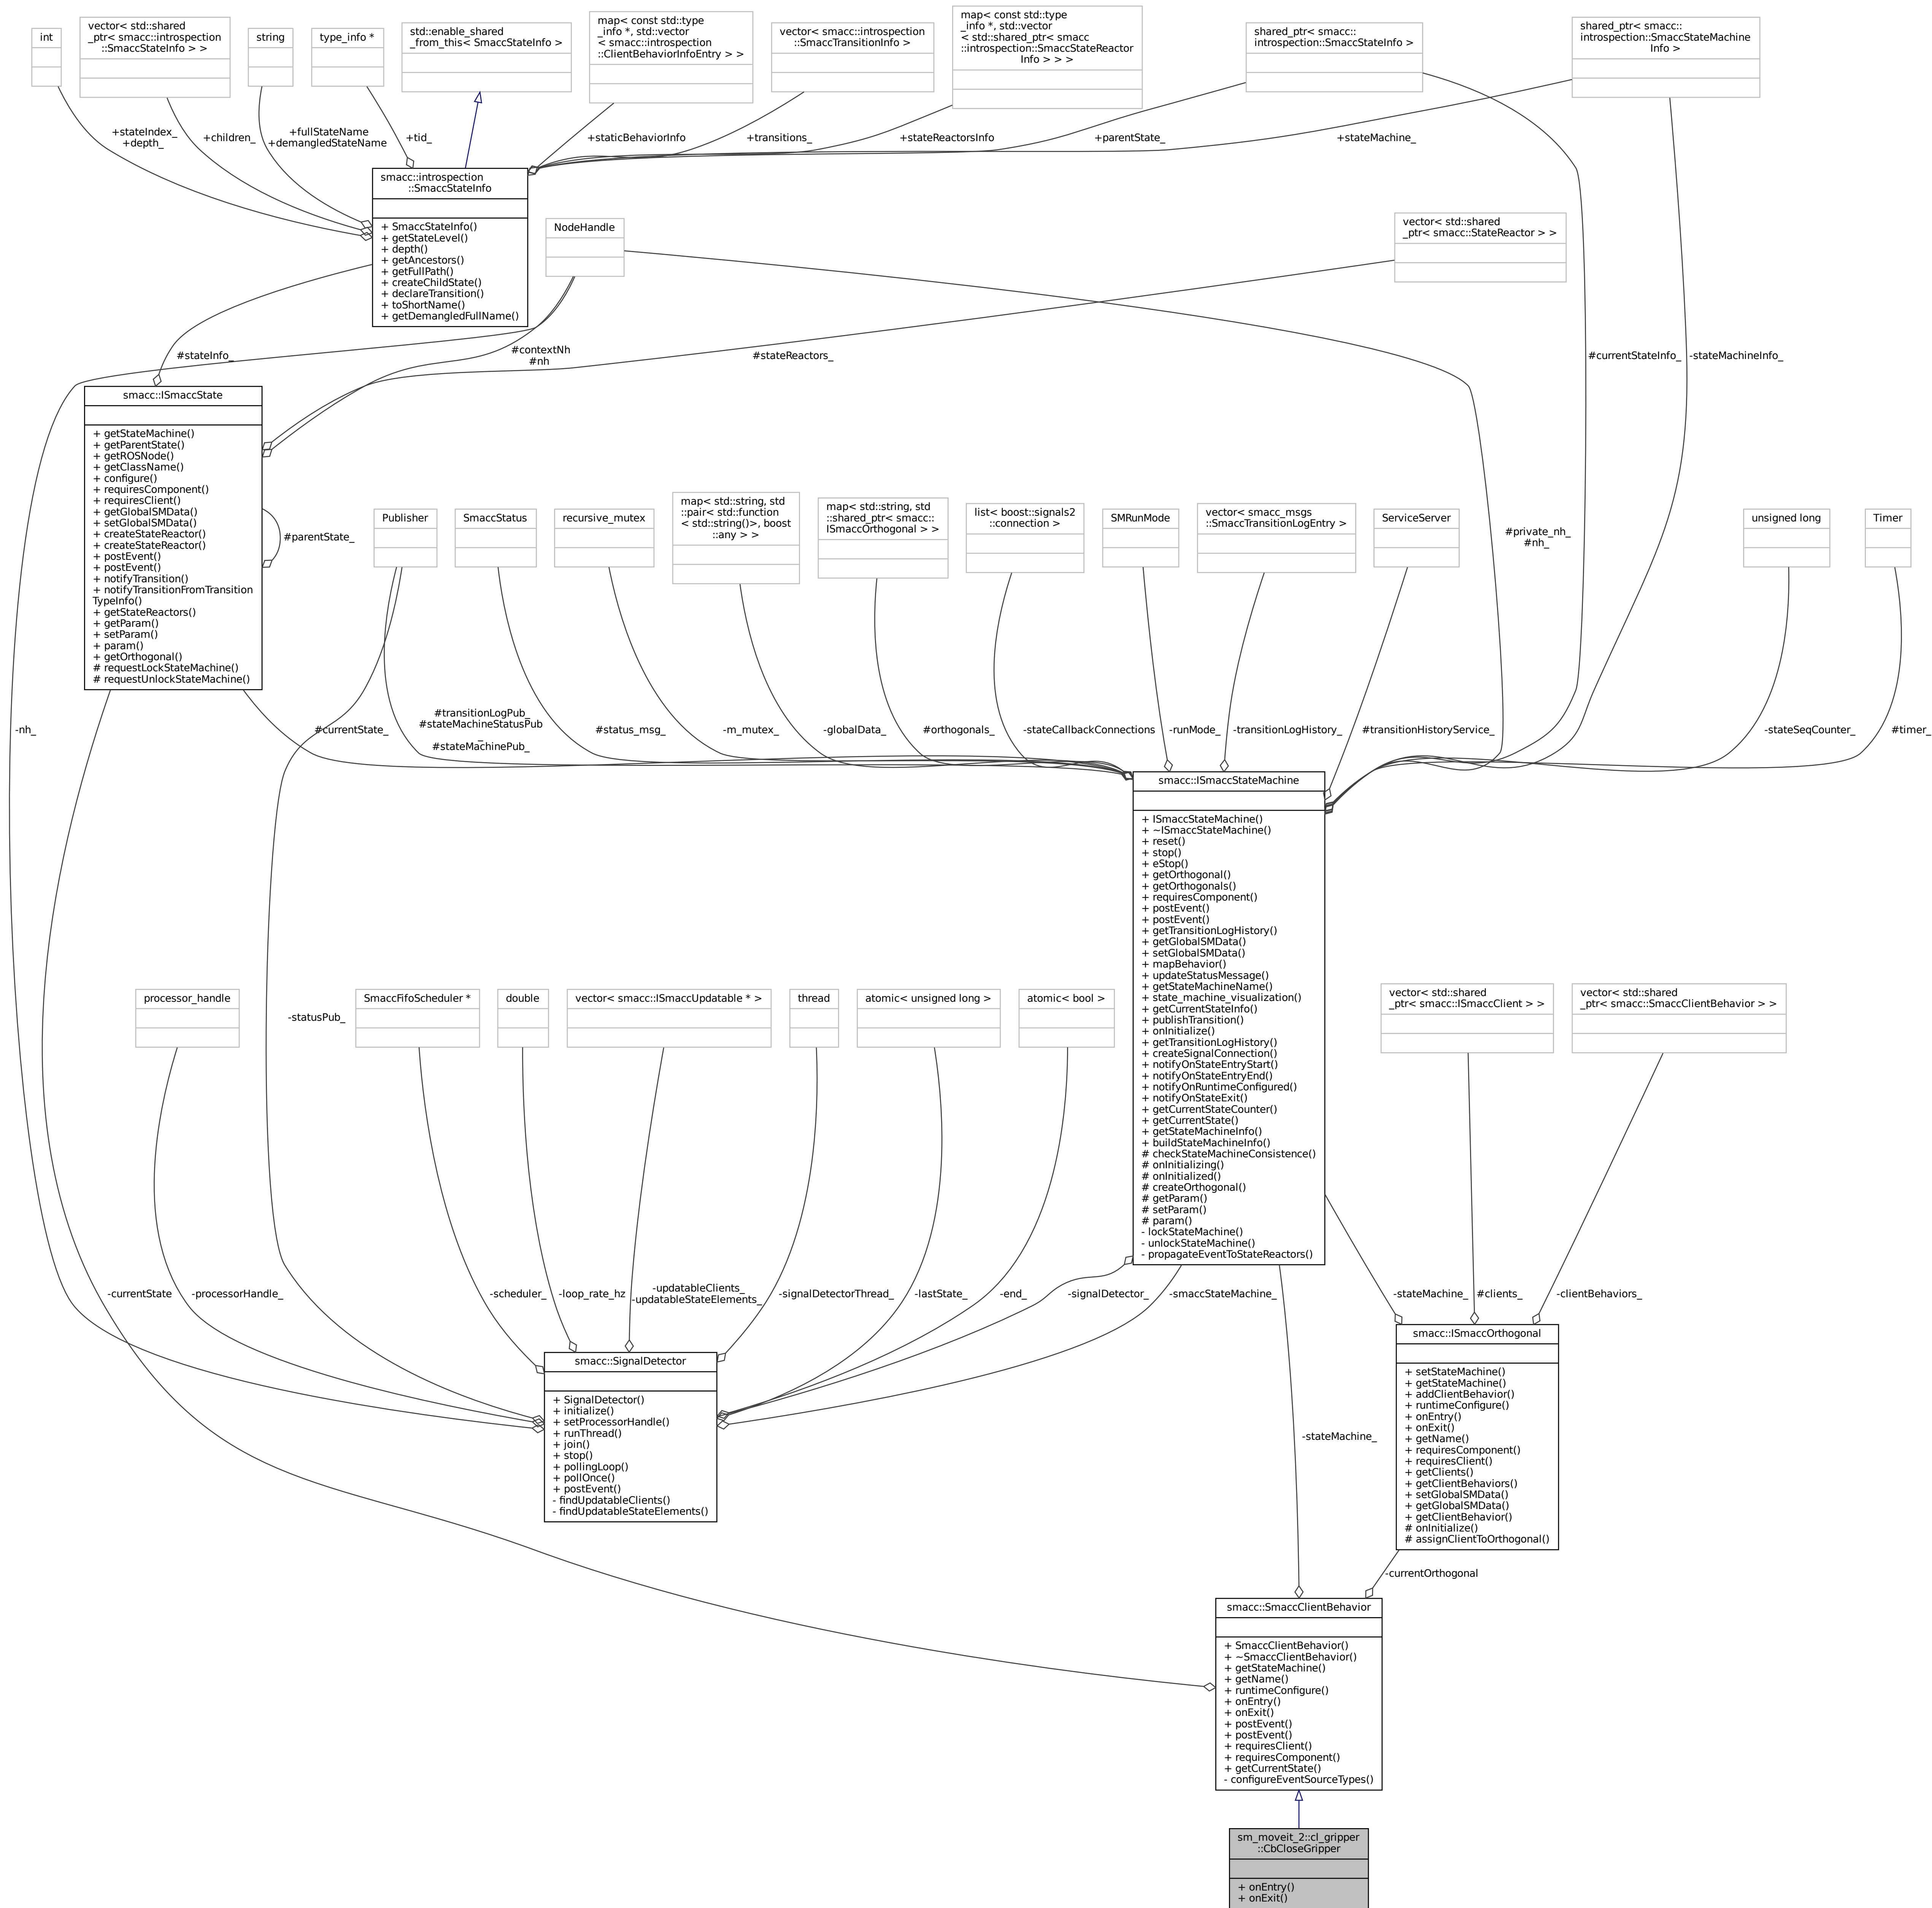 int
vector< std::shared
_ptr< smacc::introspection
::SmaccStateInfo > >
string
type_info *
std::enable_shared
_from_this< SmaccStateInfo >
map< const std::type
_info *, std::vector
< smacc::introspection
::ClientBehaviorInfoEntry > >
vector< smacc::introspection
::SmaccTransitionInfo >
map< const std::type
_info *, std::vector
< std::shared_ptr< smacc
::introspection::SmaccStateReactor
Info > > >
shared_ptr< smacc::
introspection::SmaccStateInfo >
shared_ptr< smacc::
introspection::SmaccStateMachine
Info >
+stateIndex_
+depth_
+children_
+fullStateName
+demangledStateName
+tid_
+staticBehaviorInfo
+transitions_
+stateReactorsInfo
+parentState_
+stateMachine_
smacc::introspection
::SmaccStateInfo
+ SmaccStateInfo()
+ getStateLevel()
+ depth()
+ getAncestors()
+ getFullPath()
+ createChildState()
+ declareTransition()
+ toShortName()
+ getDemangledFullName()
NodeHandle
vector< std::shared
_ptr< smacc::StateReactor > >
#stateInfo_
#contextNh
#nh
#stateReactors_
#currentStateInfo_
-stateMachineInfo_
smacc::ISmaccState
+ getStateMachine()
+ getParentState()
+ getROSNode()
+ getClassName()
+ configure()
+ requiresComponent()
+ requiresClient()
+ getGlobalSMData()
+ setGlobalSMData()
+ createStateReactor()
+ createStateReactor()
+ postEvent()
+ postEvent()
+ notifyTransition()
+ notifyTransitionFromTransition
TypeInfo()
+ getStateReactors()
+ getParam()
+ setParam()
+ param()
+ getOrthogonal()
# requestLockStateMachine()
# requestUnlockStateMachine()
#parentState_
Publisher
SmaccStatus
recursive_mutex
map< std::string, std
::pair< std::function
< std::string()>, boost
::any > >
map< std::string, std
::shared_ptr< smacc::
ISmaccOrthogonal > >
list< boost::signals2
::connection >
SMRunMode
vector< smacc_msgs
::SmaccTransitionLogEntry >
ServiceServer
#private_nh_
#nh_
unsigned long
Timer
-nh_
#currentState_
#transitionLogPub_
#stateMachineStatusPub
_
#stateMachinePub_
#status_msg_
-m_mutex_
-globalData_
#orthogonals_
-stateCallbackConnections
-runMode_
-transitionLogHistory_
#transitionHistoryService_
-stateSeqCounter_
#timer_
smacc::ISmaccStateMachine
+ ISmaccStateMachine()
+ ~ISmaccStateMachine()
+ reset()
+ stop()
+ eStop()
+ getOrthogonal()
+ getOrthogonals()
+ requiresComponent()
+ postEvent()
+ postEvent()
+ getTransitionLogHistory()
+ getGlobalSMData()
+ setGlobalSMData()
+ mapBehavior()
+ updateStatusMessage()
+ getStateMachineName()
+ state_machine_visualization()
+ getCurrentStateInfo()
+ publishTransition()
+ onInitialize()
+ getTransitionLogHistory()
+ createSignalConnection()
+ notifyOnStateEntryStart()
+ notifyOnStateEntryEnd()
+ notifyOnRuntimeConfigured()
+ notifyOnStateExit()
+ getCurrentStateCounter()
+ getCurrentState()
+ getStateMachineInfo()
+ buildStateMachineInfo()
# checkStateMachineConsistence()
# onInitializing()
# onInitialized()
# createOrthogonal()
# getParam()
# setParam()
# param()
- lockStateMachine()
- unlockStateMachine()
- propagateEventToStateReactors()
processor_handle
-statusPub_
SmaccFifoScheduler *
double
vector< smacc::ISmaccUpdatable * >
thread
atomic< unsigned long >
atomic< bool >
vector< std::shared
_ptr< smacc::ISmaccClient > >
vector< std::shared
_ptr< smacc::SmaccClientBehavior > >
-currentState
-processorHandle_
-scheduler_
-loop_rate_hz
-updatableClients_
-updatableStateElements_
-signalDetectorThread_
-lastState_
-end_
-signalDetector_
-smaccStateMachine_
-stateMachine_
#clients_
-clientBehaviors_
smacc::SignalDetector
+ SignalDetector()
+ initialize()
+ setProcessorHandle()
+ runThread()
+ join()
+ stop()
+ pollingLoop()
+ pollOnce()
+ postEvent()
- findUpdatableClients()
- findUpdatableStateElements()
smacc::ISmaccOrthogonal
+ setStateMachine()
+ getStateMachine()
+ addClientBehavior()
+ runtimeConfigure()
+ onEntry()
+ onExit()
+ getName()
+ requiresComponent()
+ requiresClient()
+ getClients()
+ getClientBehaviors()
+ setGlobalSMData()
+ getGlobalSMData()
+ getClientBehavior()
# onInitialize()
# assignClientToOrthogonal()
-stateMachine_
-currentOrthogonal
smacc::SmaccClientBehavior
+ SmaccClientBehavior()
+ ~SmaccClientBehavior()
+ getStateMachine()
+ getName()
+ runtimeConfigure()
+ onEntry()
+ onExit()
+ postEvent()
+ postEvent()
+ requiresClient()
+ requiresComponent()
+ getCurrentState()
- configureEventSourceTypes()
sm_moveit_2::cl_gripper
::CbCloseGripper
+ onEntry()
+ onExit()